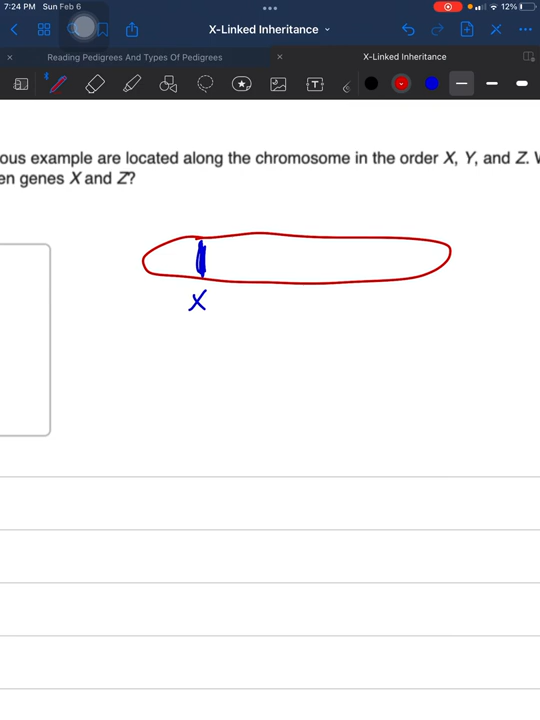 7:24 PM Sun Feb 6
12%
X-Linked Inheritance
Reading Pedigrees And Types Of Pedigrees
X-Linked Inheritance
ous example are located along the chromosome in the order X, Y, and Z.
en genes X and Z?
X